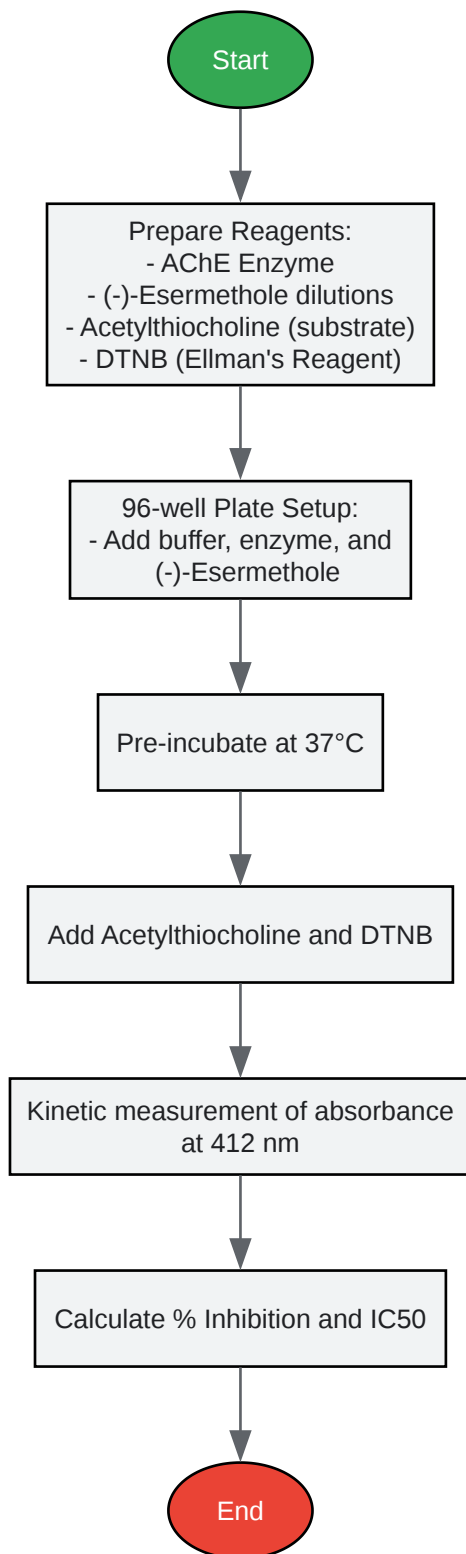 Start
Prepare Reagents:
- AChE Enzyme
- (-)-Esermethole dilutions
- Acetylthiocholine (substrate)
- DTNB (Ellman's Reagent)
96-well Plate Setup:
- Add buffer, enzyme, and
(-)-Esermethole
Pre-incubate at 37°C
Add Acetylthiocholine and DTNB
Kinetic measurement of absorbance
at 412 nm
Calculate % Inhibition and IC50
End